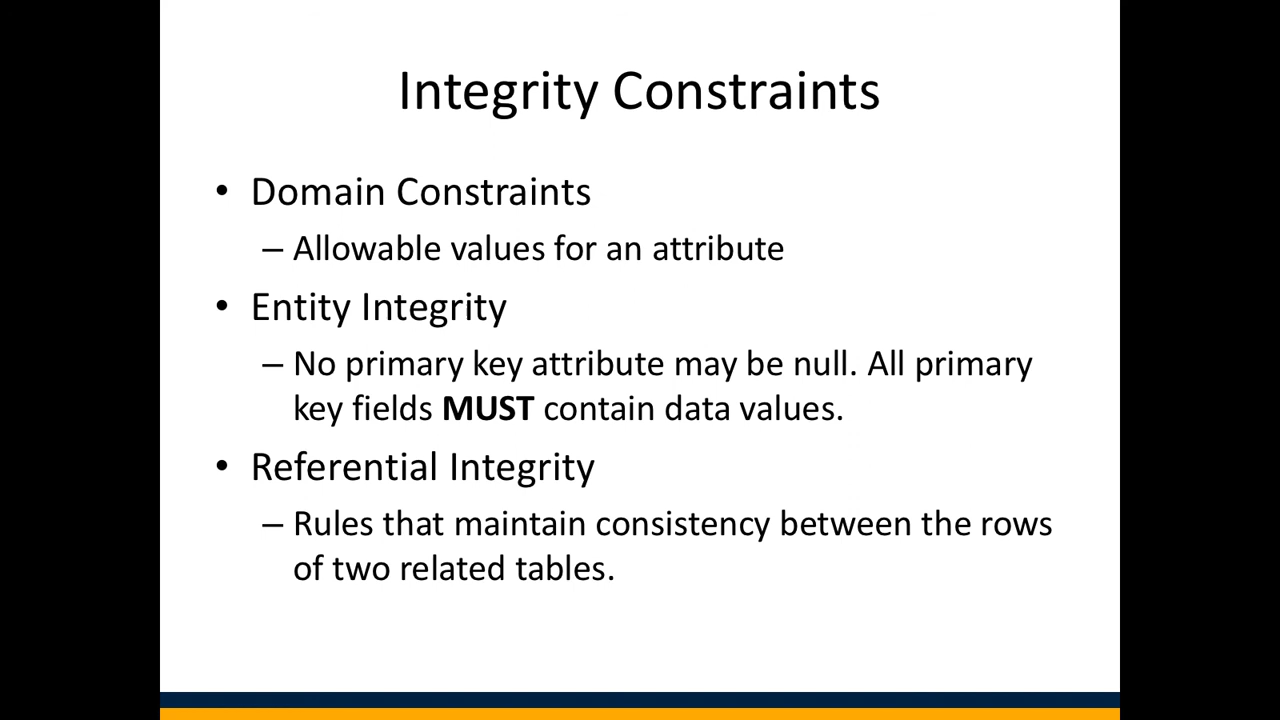 Integrity Constraints
• Domain Constraints
– Allowable values for an attribute
• Entity Integrity
– No primary key attribute may be null. All primary
key fields MUST contain data values.
• Referential Integrity
– Rules that maintain consistency between the rows
of two related tables.